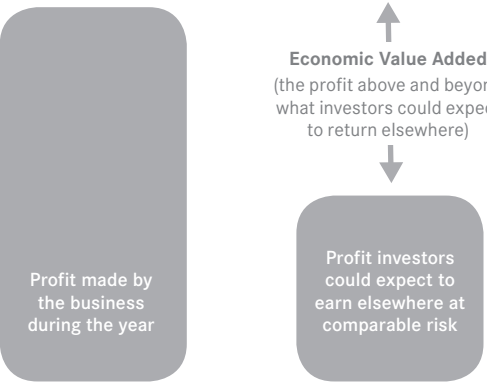 Profit made by
the business
during the year
Economic Value Added
(the profit above and beyon
what investors could expec
to return elsewhere)
Profit investors
could expect to
earn elsewhere at
comparable risk